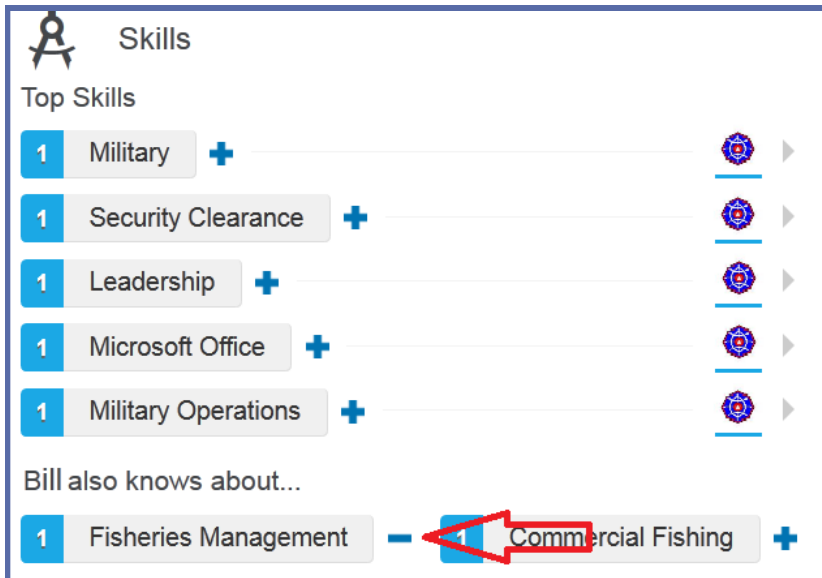 Skills
Top Skills
1 Military
1 Security Clearance
1 Leadership
1 Microsoft Office
1 Military Operations
Bill also knows about...
1 Fisheries Management 1 Commercial Fishing